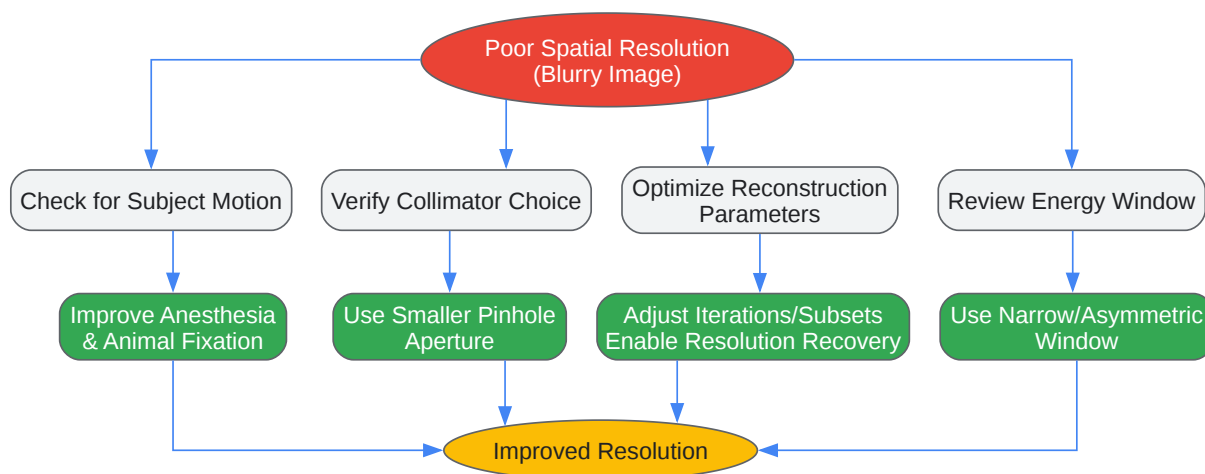 Poor Spatial Resolution
(Blurry Image)
Check for Subject Motion
Verify Collimator Choice
Optimize Reconstruction
Parameters
Review Energy Window
Improve Anesthesia
& Animal Fixation
Use Smaller Pinhole
Aperture
Adjust Iterations/Subsets
Enable Resolution Recovery
Use Narrow/Asymmetric
Window
Improved Resolution